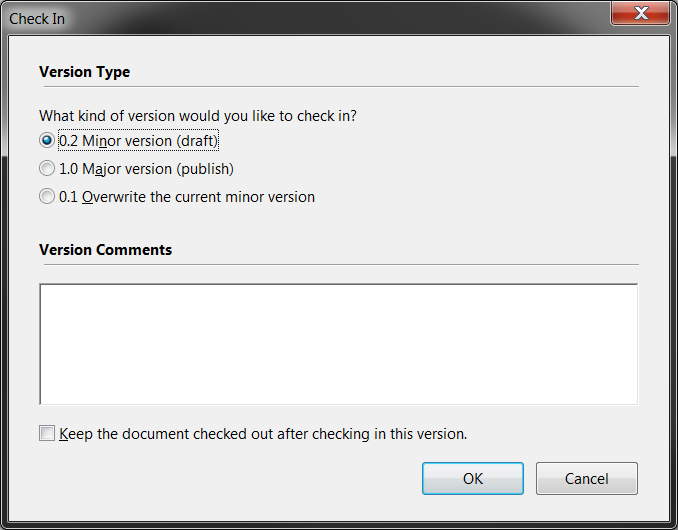 Check In
Version Type
What kind of version would you like to check in?
0.2 Minor version (draft)
1.0 Major version (publish)
0.1 Overwrite the current minor version
Version Comments
Keep the document checked out after checking in this version.
OK
Cancel